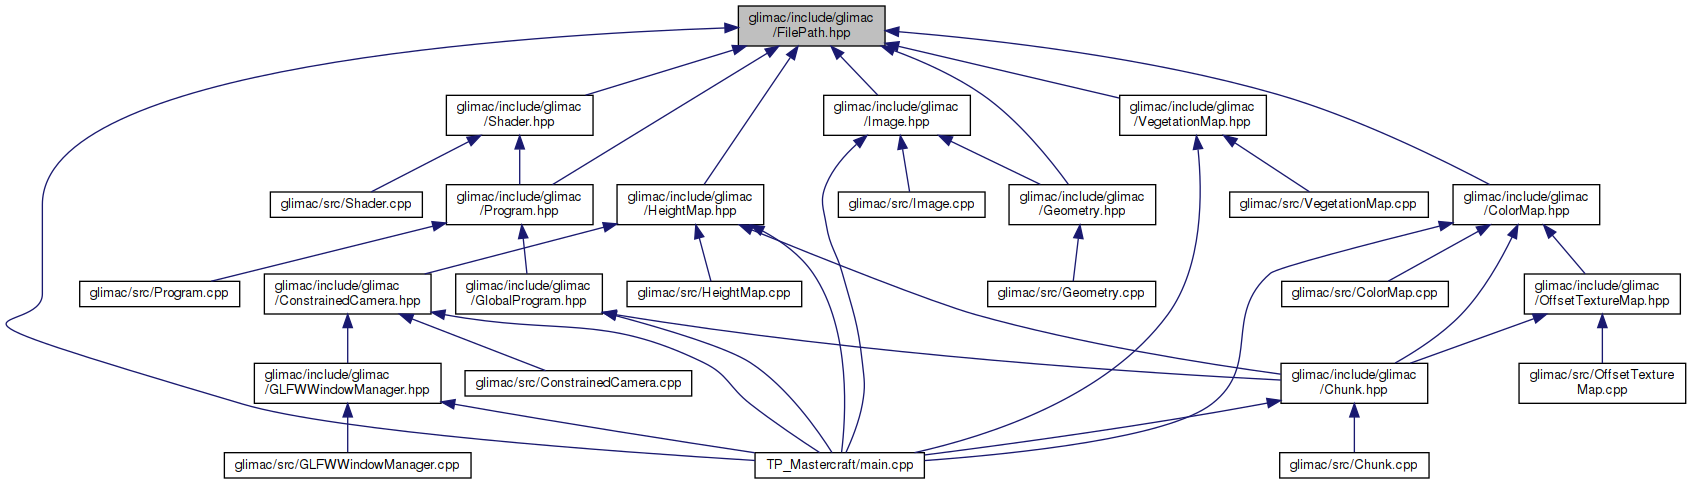 glimac/include/glimac
/FilePath.hpp
glimac/include/glimac
/Shader.hpp
glimac/include/glimac
/Image.hpp
glimac/include/glimac
/VegetationMap.hpp
glimac/src/Shader.cpp
glimac/include/glimac
/Program.hpp
glimac/include/glimac
/HeightMap.hpp
glimac/src/Image.cpp
glimac/include/glimac
/Geometry.hpp
glimac/src/VegetationMap.cpp
glimac/include/glimac
/ColorMap.hpp
glimac/src/Program.cpp
glimac/include/glimac
/ConstrainedCamera.hpp
glimac/include/glimac
/GlobalProgram.hpp
glimac/src/HeightMap.cpp
glimac/src/Geometry.cpp
glimac/src/ColorMap.cpp
glimac/include/glimac
/OffsetTextureMap.hpp
glimac/include/glimac
/GLFWWindowManager.hpp
glimac/src/ConstrainedCamera.cpp
glimac/include/glimac
/Chunk.hpp
glimac/src/OffsetTexture
Map.cpp
glimac/src/GLFWWindowManager.cpp
TP_Mastercraft/main.cpp
glimac/src/Chunk.cpp